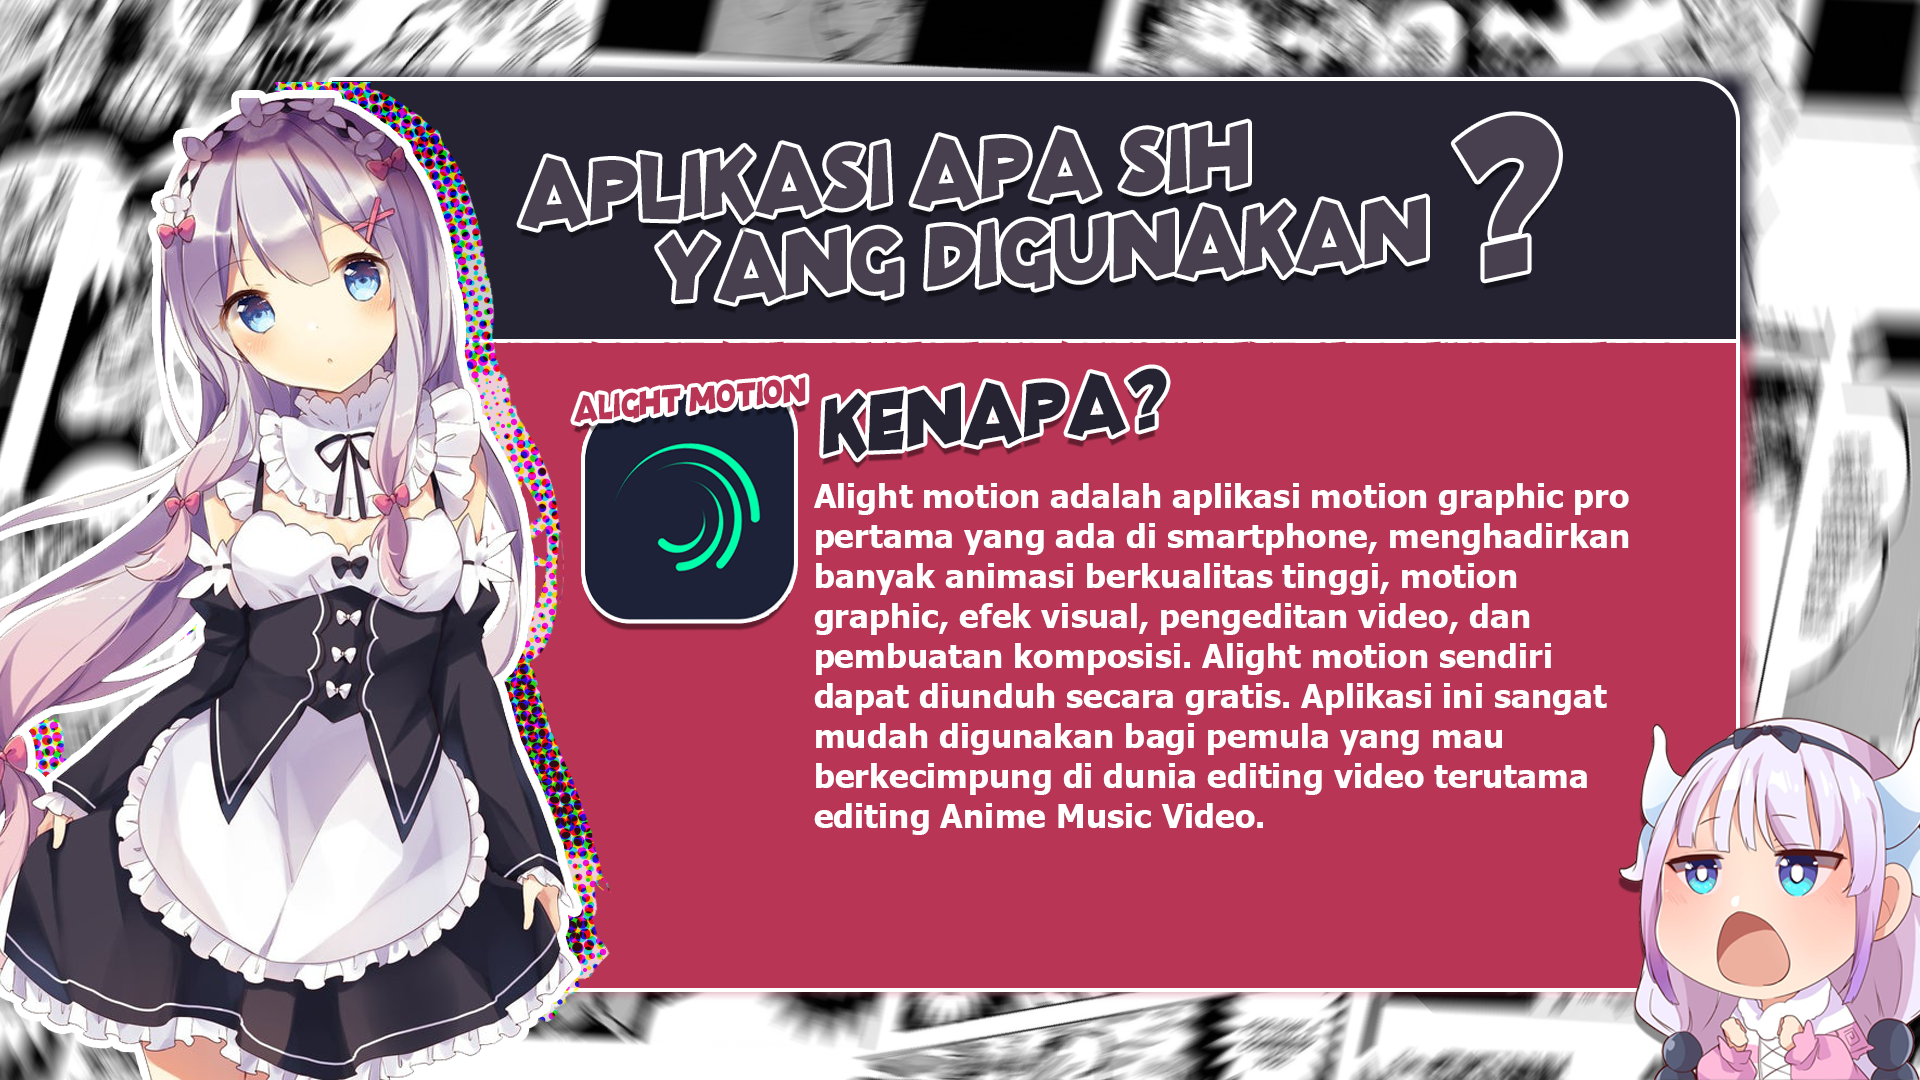 APLIKASI APA SIH
YANG DIGUNAKAN ?
ALIGHT MOTION
KENAPA?
Alight motion adalah aplikasi motion graphic pro
pertama yang ada di smartphone, menghadirkan
banyak animasi berkualitas tinggi, motion
graphic, efek visual, pengeditan video, dan
pembuatan komposisi. Alight motion sendiri
dapat diunduh secara gratis. Aplikasi ini sangat
mudah digunakan bagi pemula yang mau
berkecimpung di dunia editing video terutama
editing Anime Music Video.